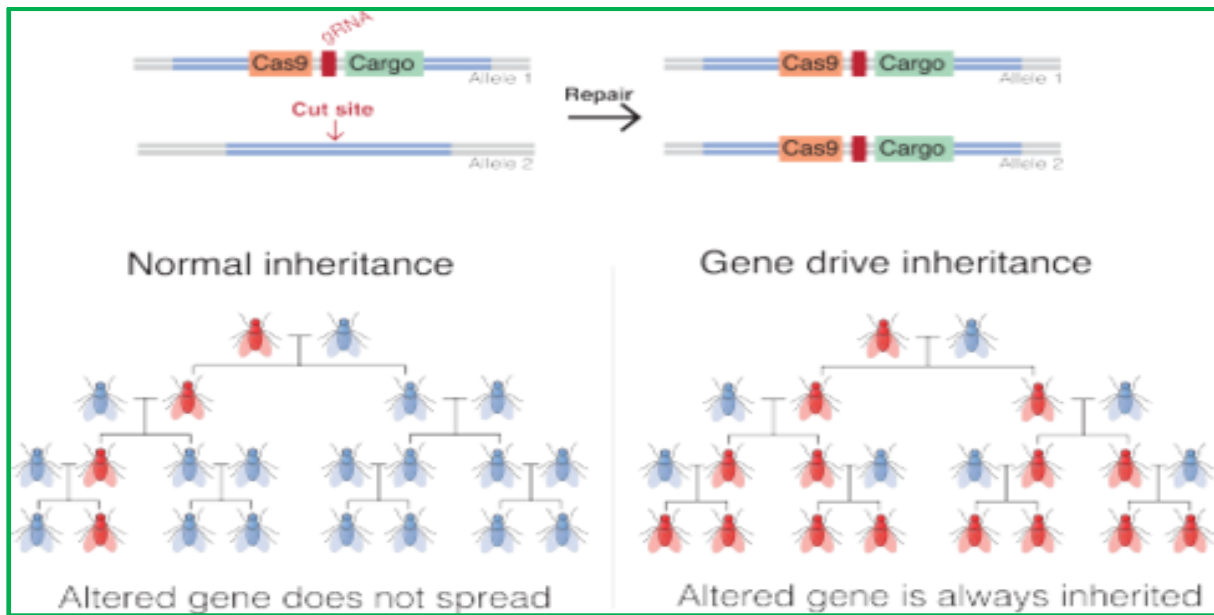 gRNA
Cas9 Cargo
Allele 1
Cut site
Allele 2
Repair
Cas9 Cargo
Allele 1
Cas9 Cargo
Allele 2
Normal inheritance
Gene drive inheritance
Altered gene does not spread
Altered gene is always inherited